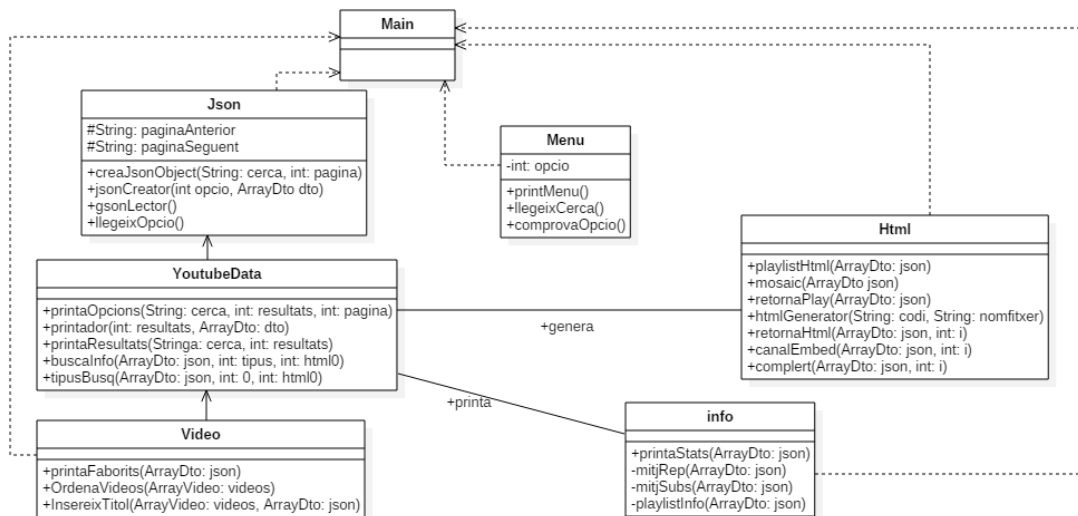 Main
Json
#String: paginaAnterior
#String: paginaSeguent
+creaJsonObject(String: cerca, int: pagina)
+jsonCreator(int opcio, ArrayDto dto)
+gsonLector()
+llegeixOpcio()
Menu
-int: opcio
+printMenu()
+llegeixCerca()
+comprovaOpcio()
Html
+playlistHtml(ArrayDto: json)
+mosaic(ArrayDto json)
+retornaPlay(ArrayDto: json)
+htmlGenerator(String: codi, String: nomfitxer)
+retornaHtml(ArrayDto: json, int: i)
+canalEmbed(ArrayDto: json, int: i)
+complert(ArrayDto: json, int: i)
YoutubeData
+printaOpcions(String: cerca, int: resultats, int: pagina)
+printador(int: resultats, ArrayDto: dto)
+printaResultats(Stringa: cerca, int: resultats)
+buscaInfo(ArrayDto: json, int: tipus, int: html0)
+tipusBusq(ArrayDto: json, int: 0, int: html0)
+genera
+printa
info
+printaStats(ArrayDto: json)
-mitjRep(ArrayDto: json)
-mitjSubs(ArrayDto: json)
-playlistInfo(ArrayDto: json)
Video
+printaFaborits(ArrayDto: json)
+OrdenaVideos(ArrayVideo: videos)
+InsereixTitol(ArrayVideo: videos, ArrayDto: json)